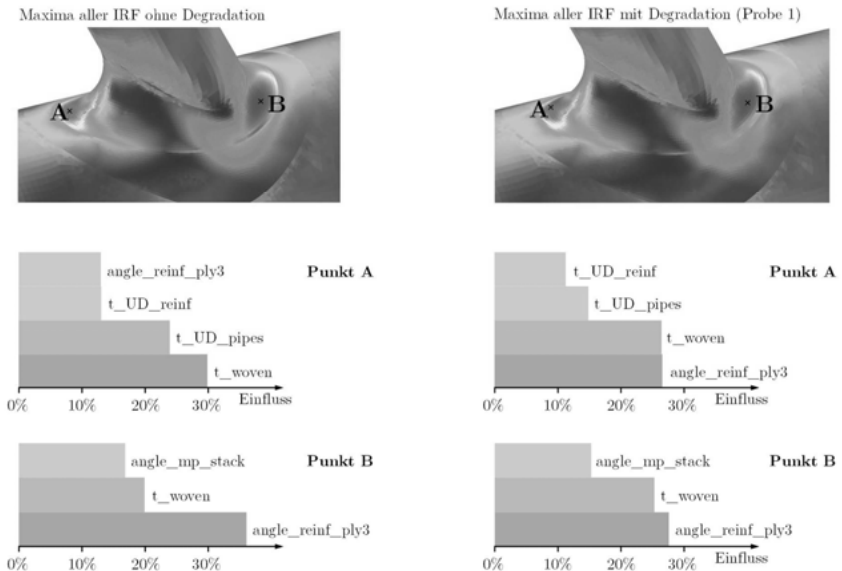 Maxima aller IRF ohne Degradation
A
B
angle_reinf_ply3
Punkt A
t_UD_reinf
t_UD_pipes
t_woven
0% 10% 20% 30% Einfluss
angle_mp_stack
Punkt B
t_woven
angle_reinf_ply3
0% 10% 20% 30% Einfluss
Maxima aller IRF mit Degradation (Probe 1)
A
B
t_UD_reinf
Punkt A
t_UD_pipes
t_woven
angle_reinf_ply3
0% 10% 20% 30% Einfluss
angle_mp_stack
Punkt B
t_woven
angle_reinf_ply3
0% 10% 20% 30% Einfluss